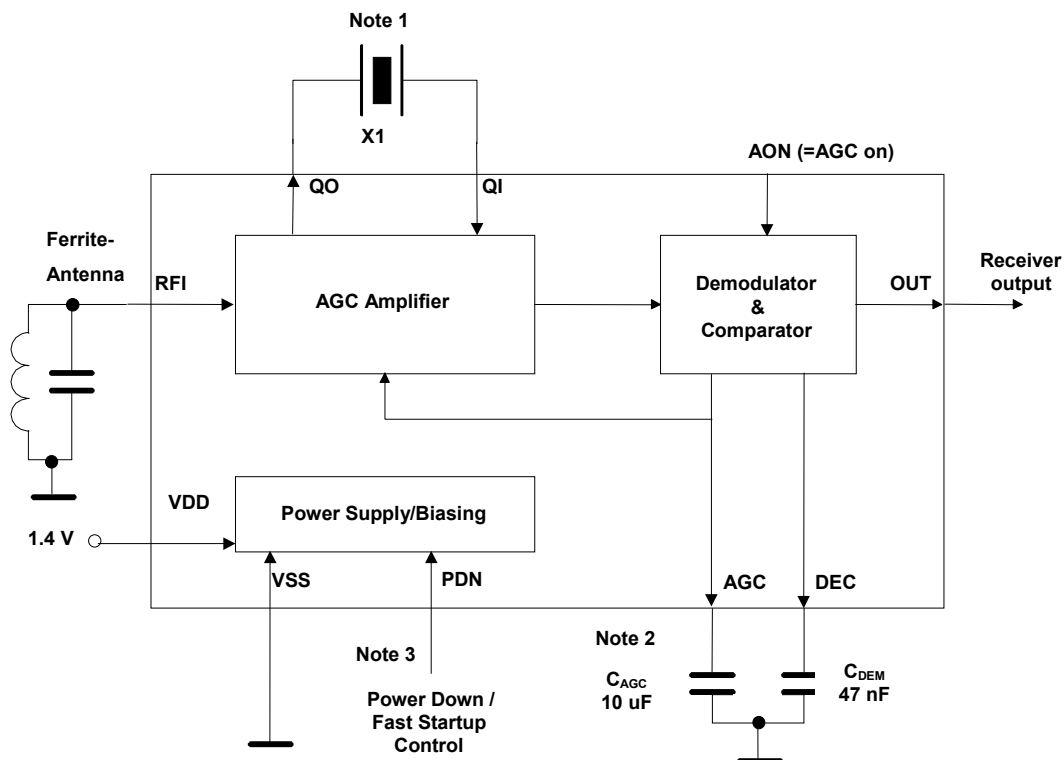 Note 1
X1
AON (=AGC on)
QO
QI
Ferrite-
Antenna
RFI
AGC Amplifier
Demodulator
&
Comparator
OUT
Receiver
output
VDD
1.4 V
Power Supply/Biasing
VSS
PDN
AGC
DEC
Note 3
Power Down /
Fast Startup
Control
Note 2
CAGC
10 uF
CDEM
47 nF